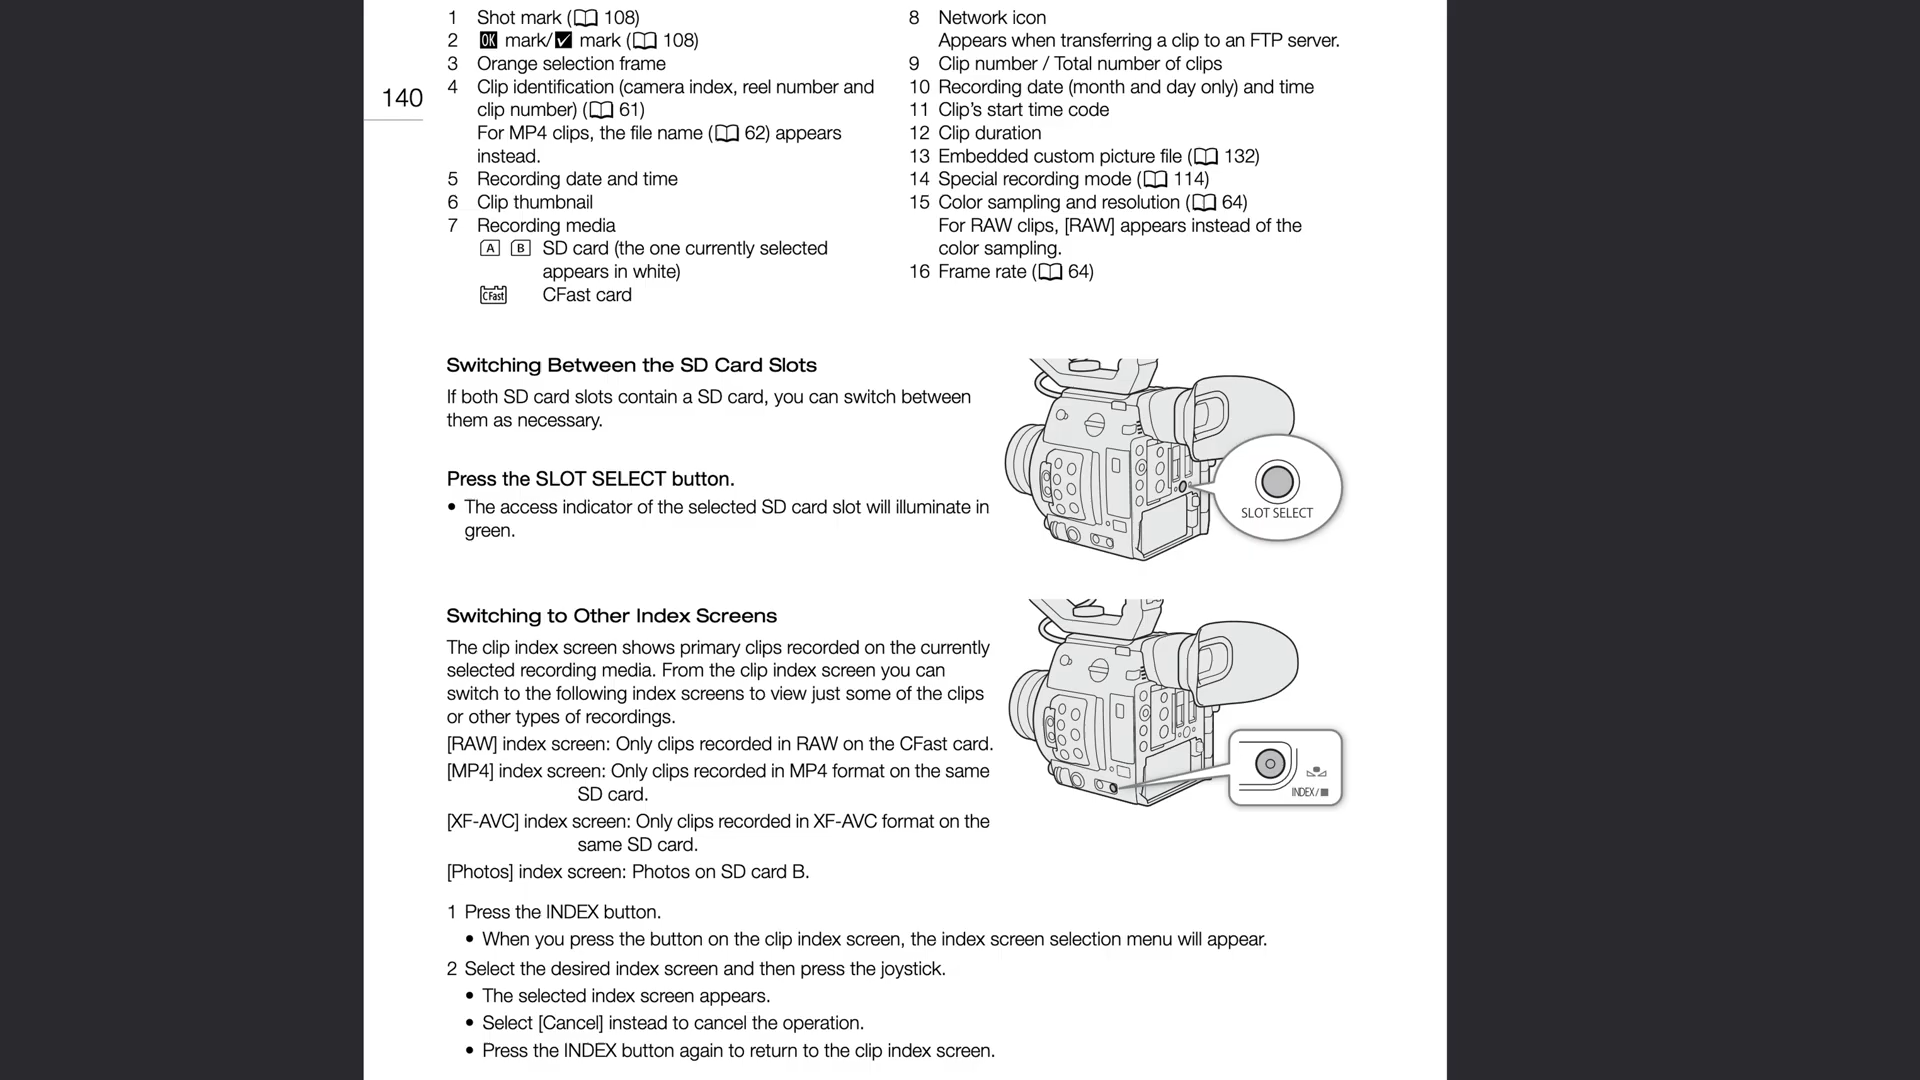 140
1 Shot mark (108)
2 OK mark/✓ mark (108)
3 Orange selection frame
4 Clip identification (camera index, reel number and
clip number) (61)
For MP4 clips, the file name (62) appears
instead.
5 Recording date and time
6 Clip thumbnail
7 Recording media
A B SD card (the one currently selected
appears in white)
CFast CFast card
8 Network icon
Appears when transferring a clip to an FTP server.
9 Clip number / Total number of clips
10 Recording date (month and day only) and time
11 Clip’s start time code
12 Clip duration
13 Embedded custom picture file (132)
14 Special recording mode (114)
15 Color sampling and resolution (64)
For RAW clips, [RAW] appears instead of the
color sampling.
16 Frame rate (64)
Switching Between the SD Card Slots
If both SD card slots contain a SD card, you can switch between
them as necessary.
Press the SLOT SELECT button.
• The access indicator of the selected SD card slot will illuminate in
green.
SLOT SELECT
Switching to Other Index Screens
The clip index screen shows primary clips recorded on the currently
selected recording media. From the clip index screen you can
switch to the following index screens to view just some of the clips
or other types of recordings.
[RAW] index screen: Only clips recorded in RAW on the CFast card.
[MP4] index screen: Only clips recorded in MP4 format on the same
SD card.
[XF-AVC] index screen: Only clips recorded in XF-AVC format on the
same SD card.
[Photos] index screen: Photos on SD card B.
INDEX/■
1 Press the INDEX button.
• When you press the button on the clip index screen, the index screen selection menu will appear.
2 Select the desired index screen and then press the joystick.
• The selected index screen appears.
• Select [Cancel] instead to cancel the operation.
• Press the INDEX button again to return to the clip index screen.